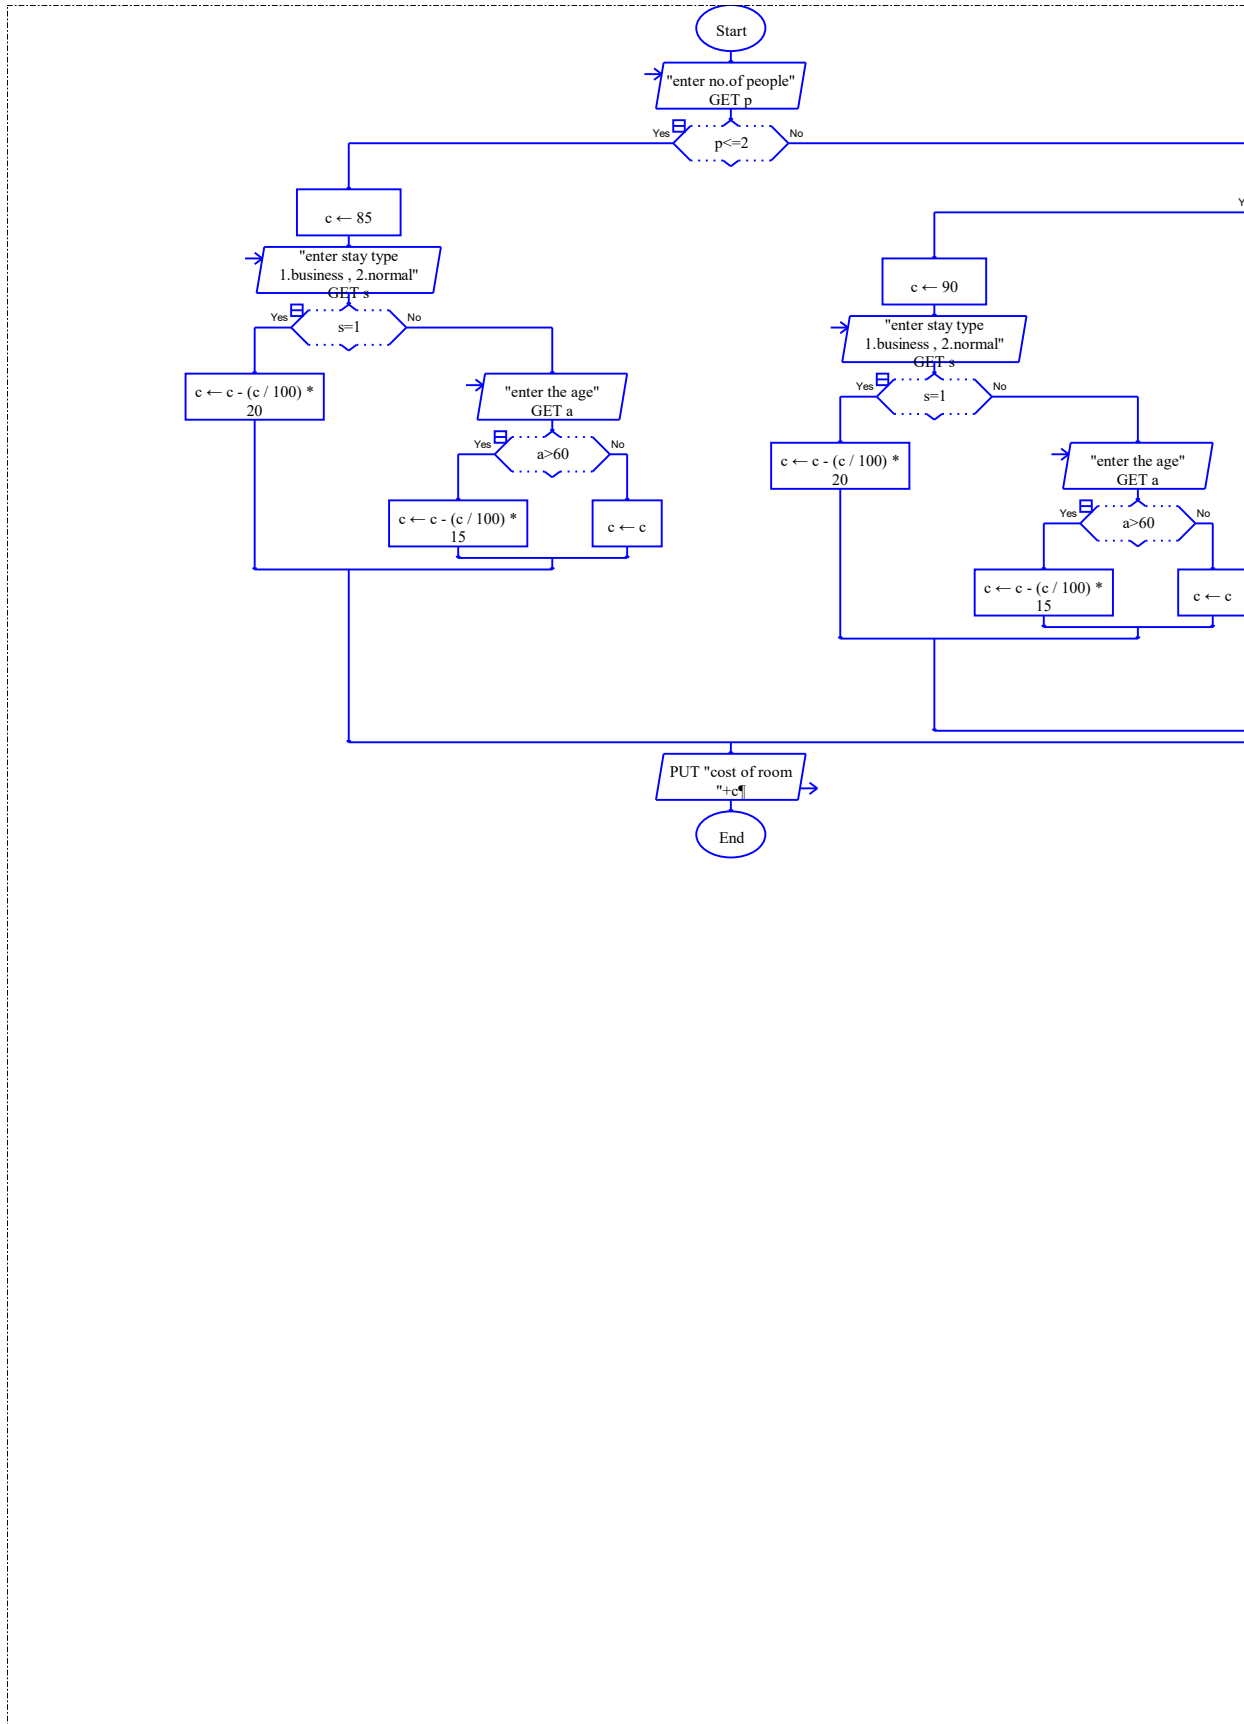 Start
"enter no.of people"
GET p
Yes
No
p<=2
c ← 85
"enter stay type
1.business , 2.normal"
GET s
Yes
No
s=1
c ← c - (c / 100) *
20
"enter the age"
GET a
Yes
No
a>60
c ← c - (c / 100) *
15
c ← c
Y
c ← 90
"enter stay type
1.business , 2.normal"
GET s
Yes
No
s=1
c ← c - (c / 100) *
20
"enter the age"
GET a
Yes
No
a>60
c ← c - (c / 100) *
15
c ← c
PUT "cost of room
"+c¶
End